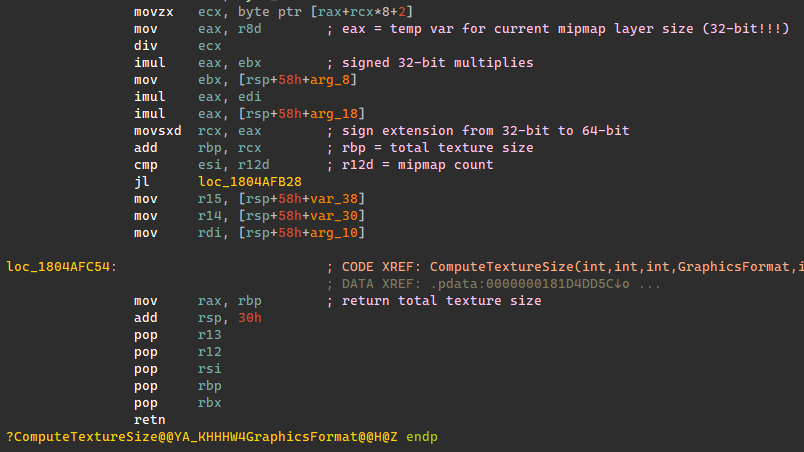 movzx ecx, byte ptr [rax+rcx*8+2]
mov eax, r8d ; eax = temp var for current mipmap layer size (32-bit!!!)
div ecx
imul eax, ebx ; signed 32-bit multiplies
mov ebx, [rsp+58h+arg_8]
imul eax, edi
imul eax, [rsp+58h+arg_18]
movsxd rcx, eax ; sign extension from 32-bit to 64-bit
add rbp, rcx ; rbp = total texture size
cmp esi, r12d ; r12d = mipmap count
jl loc_1804AFB28
mov r15, [rsp+58h+var_38]
mov r14, [rsp+58h+var_30]
mov rdi, [rsp+58h+arg_10]
loc_1804AFC54: ; CODE XREF: ComputeTextureSize(int,int,int,GraphicsFormat,i
; DATA XREF: .pdata:0000000181D4DD5C↓o ...
mov rax, rbp ; return total texture size
add rsp, 30h
pop r13
pop r12
pop rsi
pop rbp
pop rbx
retn
?ComputeTextureSize@@YA_KHHHW4GraphicsFormat@@H@Z endp